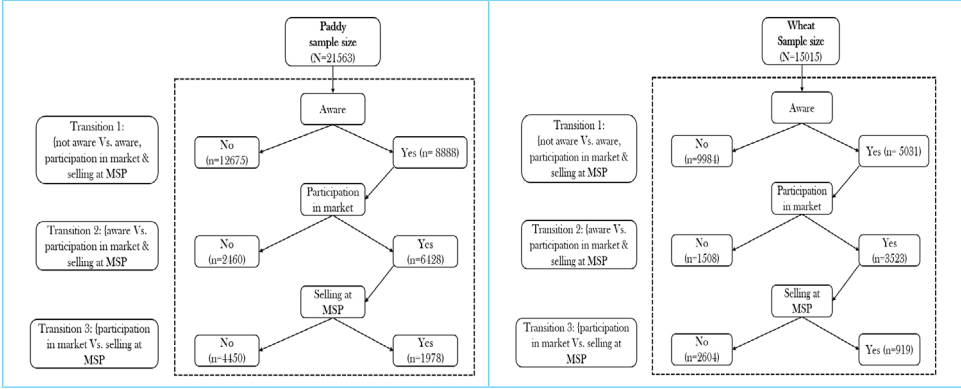 Paddy
sample size
(N=21563)
Aware
Transition 1:
{not aware Vs. aware,
participation in market &
selling at MSP
No
(n=12675)
Yes (n= 8888)
Participation
in market
Transition 2: {aware Vs.
participation in market &
selling at MSP
No
(n=2460)
Yes
(n=6428)
Selling at
MSP
Transition 3: {participation
in market Vs. selling at
MSP
No
(n=4450)
Yes
(n=1978)
Wheat
Sample size
(N=15015)
Aware
Transition 1:
{not aware Vs. aware,
participation in market &
selling at MSP
No
(n=9984)
Yes (n= 5031)
Participation
in market
Transition 2: {aware Vs.
participation in market &
selling at MSP
No
(n=1508)
Yes
(n=3523)
Selling at
MSP
Transition 3: {participation
in market Vs. selling at
MSP
No
(n=2604)
Yes (n=919)